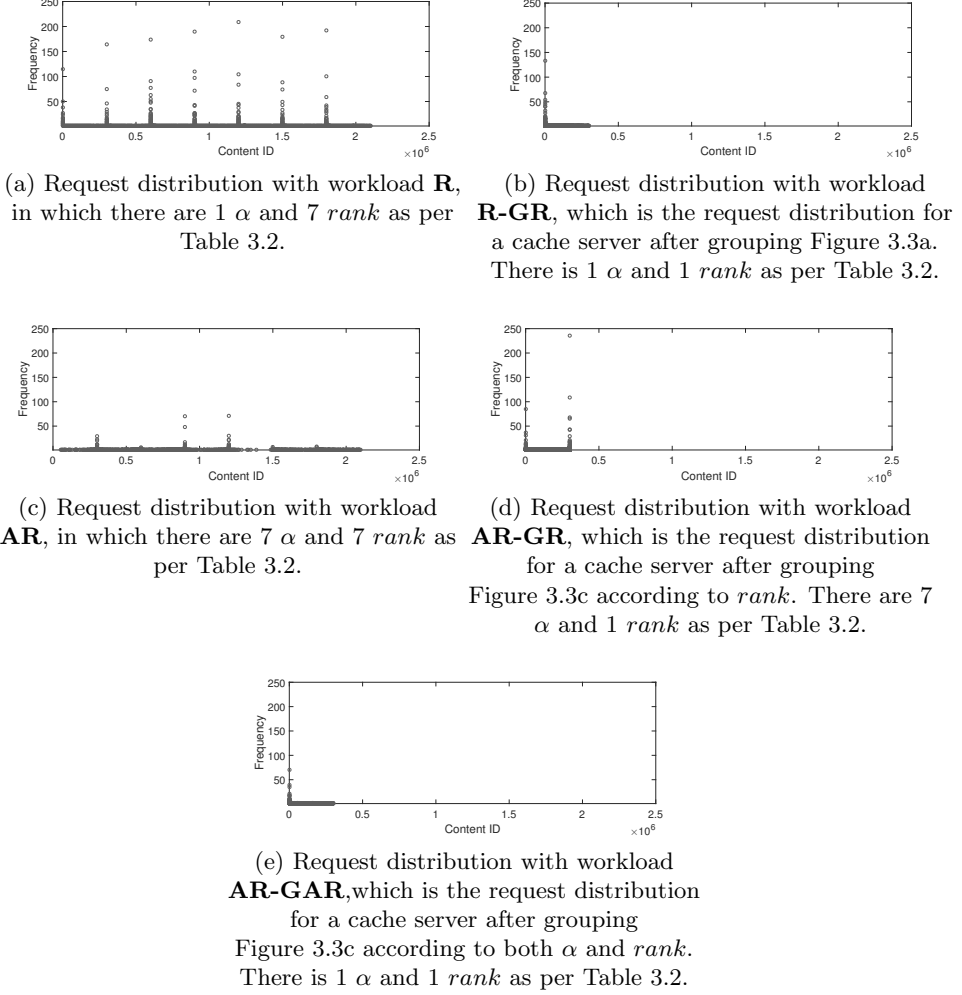 250
200
150
100
50
Frequency
0 0.5 1 1.5 2 2.5
Content ID
×10⁶
(a) Request distribution with workload R,
in which there are 1 α and 7 rank as per
Table 3.2.
250
200
150
100
50
Frequency
0 0.5 1 1.5 2 2.5
Content ID
×10⁶
(b) Request distribution with workload
R-GR, which is the request distribution for
a cache server after grouping Figure 3.3a.
There is 1 α and 1 rank as per Table 3.2.
250
200
150
100
50
Frequency
0 0.5 1 1.5 2 2.5
Content ID
×10⁶
(c) Request distribution with workload
AR, in which there are 7 α and 7 rank as
per Table 3.2.
250
200
150
100
50
Frequency
0 0.5 1 1.5 2 2.5
Content ID
×10⁶
(d) Request distribution with workload
AR-GR, which is the request distribution
for a cache server after grouping
Figure 3.3c according to rank. There are 7
α and 1 rank as per Table 3.2.
250
200
150
100
50
Frequency
0 0.5 1 1.5 2 2.5
Content ID
×10⁶
(e) Request distribution with workload
AR-GAR,which is the request distribution
for a cache server after grouping
Figure 3.3c according to both α and rank.
There is 1 α and 1 rank as per Table 3.2.